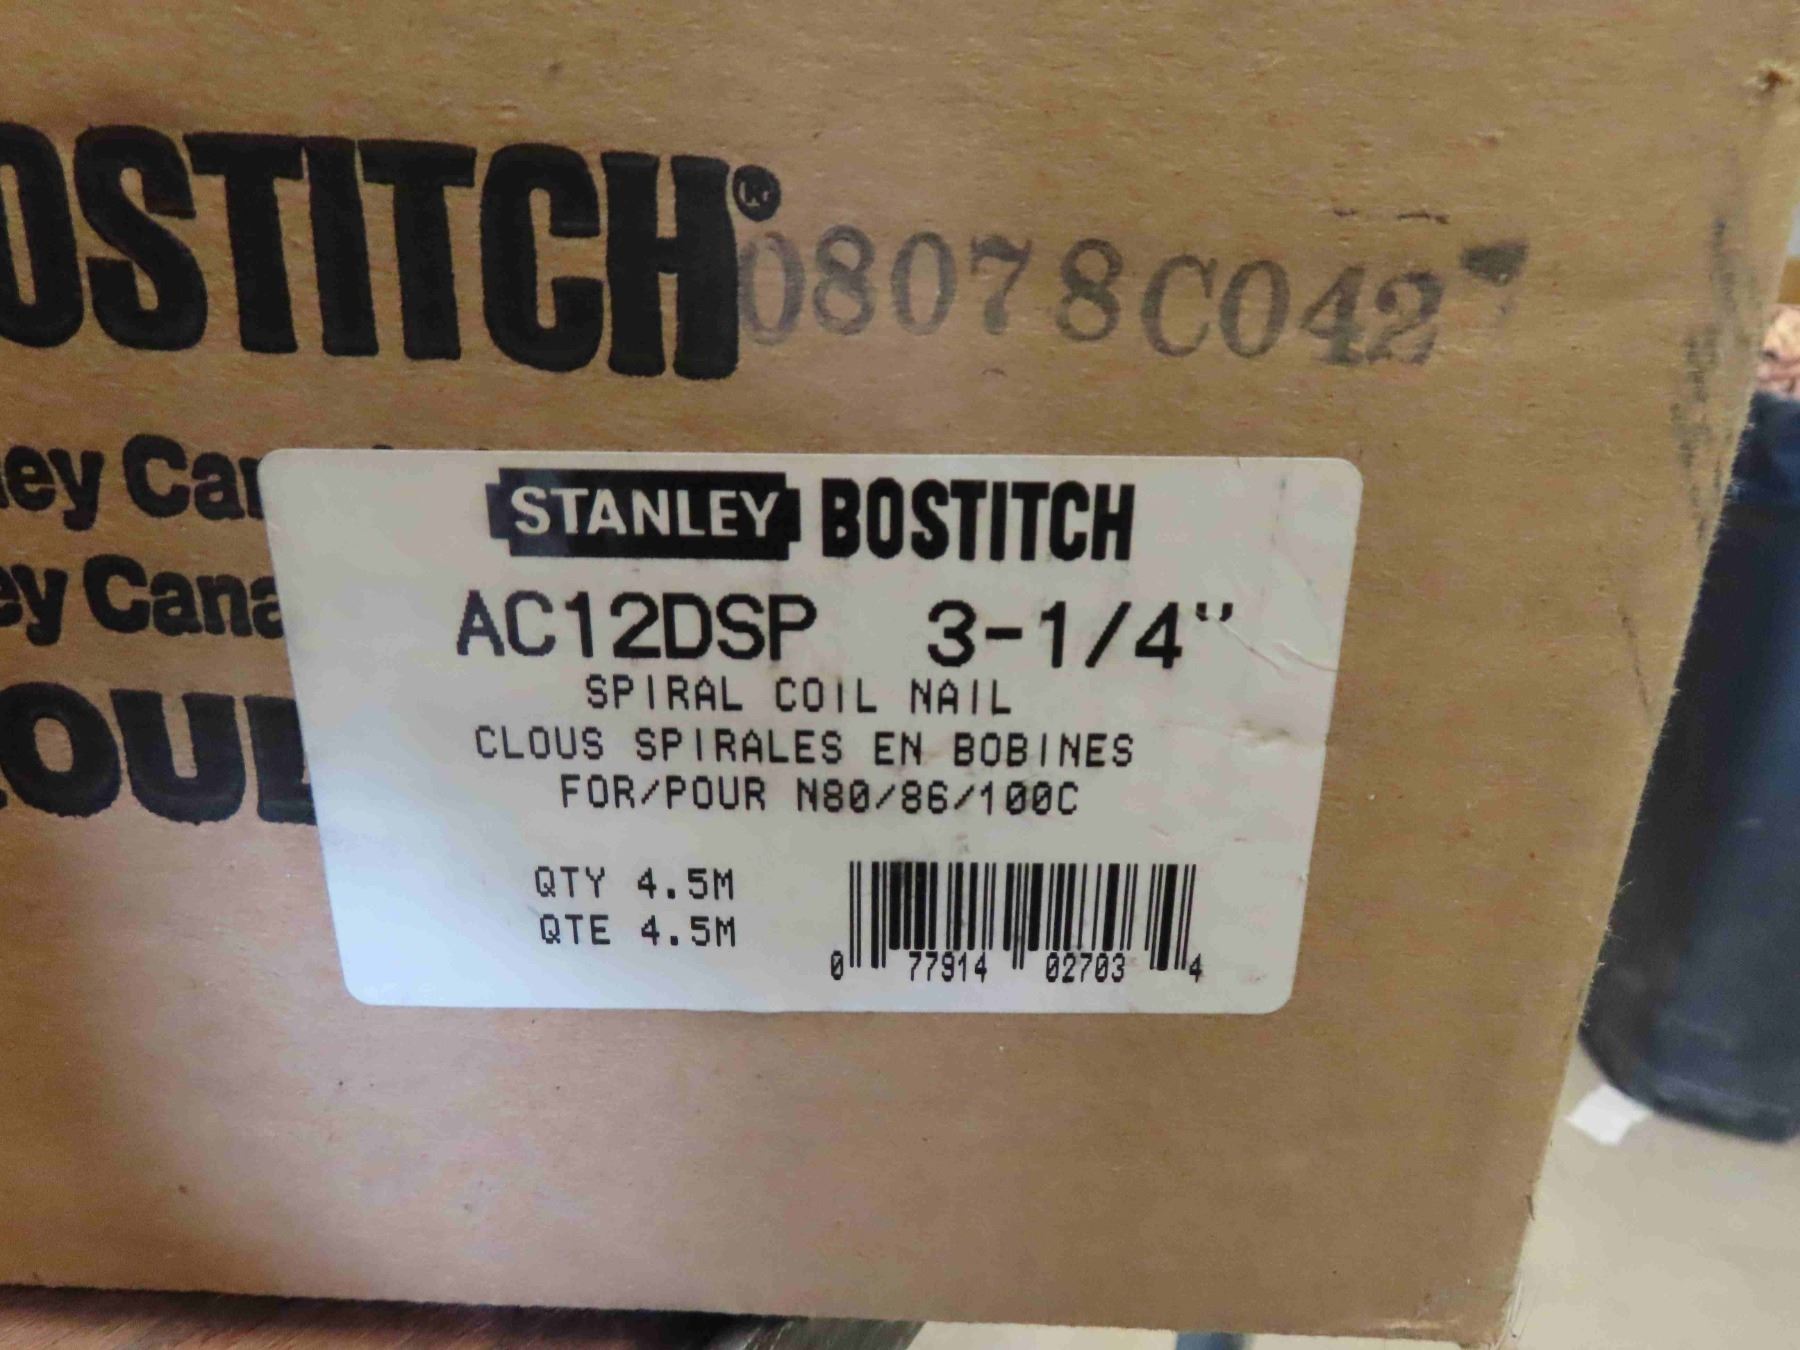 OSTITCH®
08078C042
ey Can
ey Cana
OUL
STANLEY BOSTITCH
AC12DSP 3-1/4"
SPIRAL COIL NAIL
CLOUS SPIRALES EN BOBINES
FOR/POUR N80/86/100C
QTY 4.5M
QTE 4.5M
0 77914 02703 4